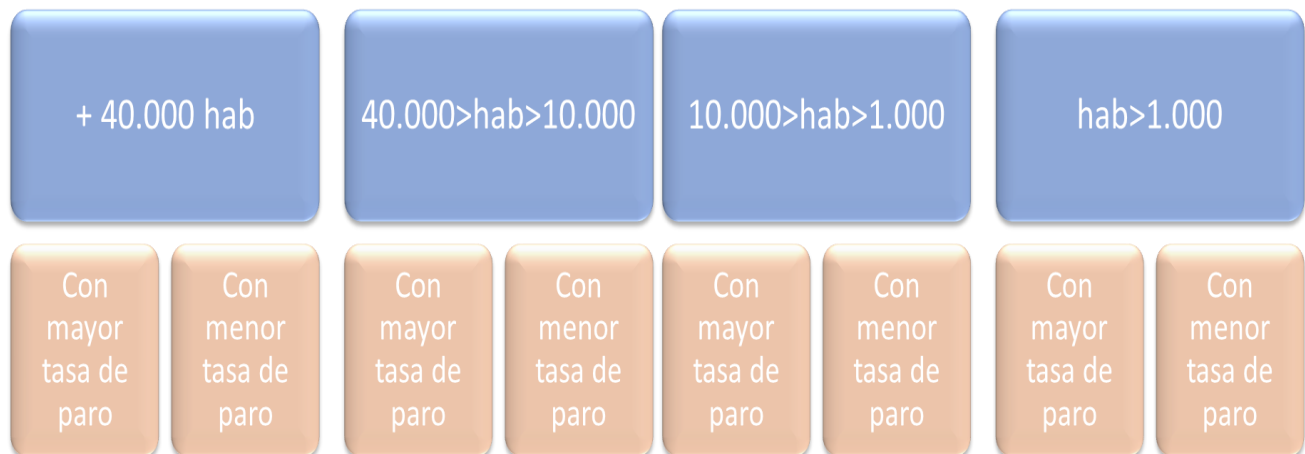 + 40.000 hab
40.000>hab>10.000
10.000>hab>1.000
hab>1.000
Con
mayor
tasa de
paro
Con
menor
tasa de
paro
Con
mayor
tasa de
paro
Con
menor
tasa de
paro
Con
mayor
tasa de
paro
Con
menor
tasa de
paro
Con
mayor
tasa de
paro
Con
menor
tasa de
paro